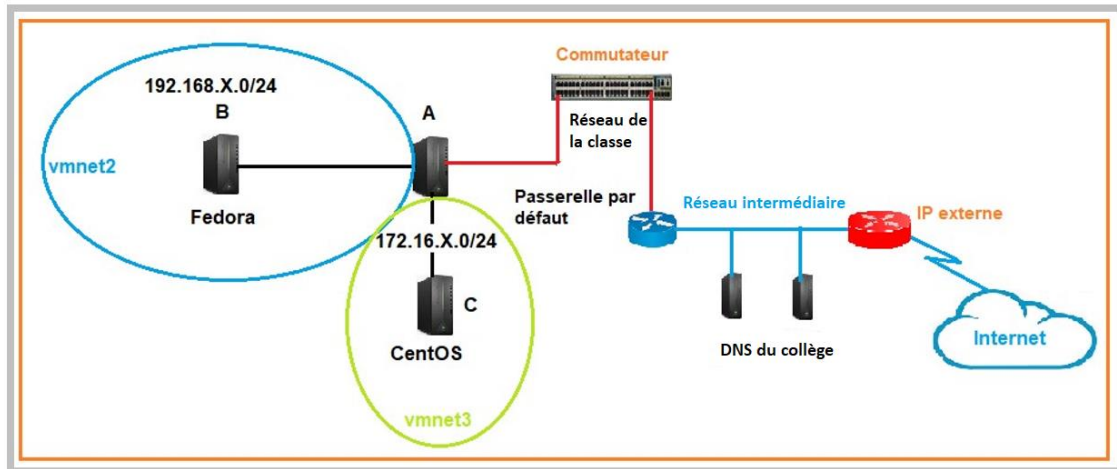 Commutateur
192.168.X.0/24
B
A
Réseau de
la classe
vmnet2
Fedora
Passerelle par
défaut
Réseau intermédiaire
IP externe
172.16.X.0/24
C
CentOS
DNS du collège
Internet
vmnet3